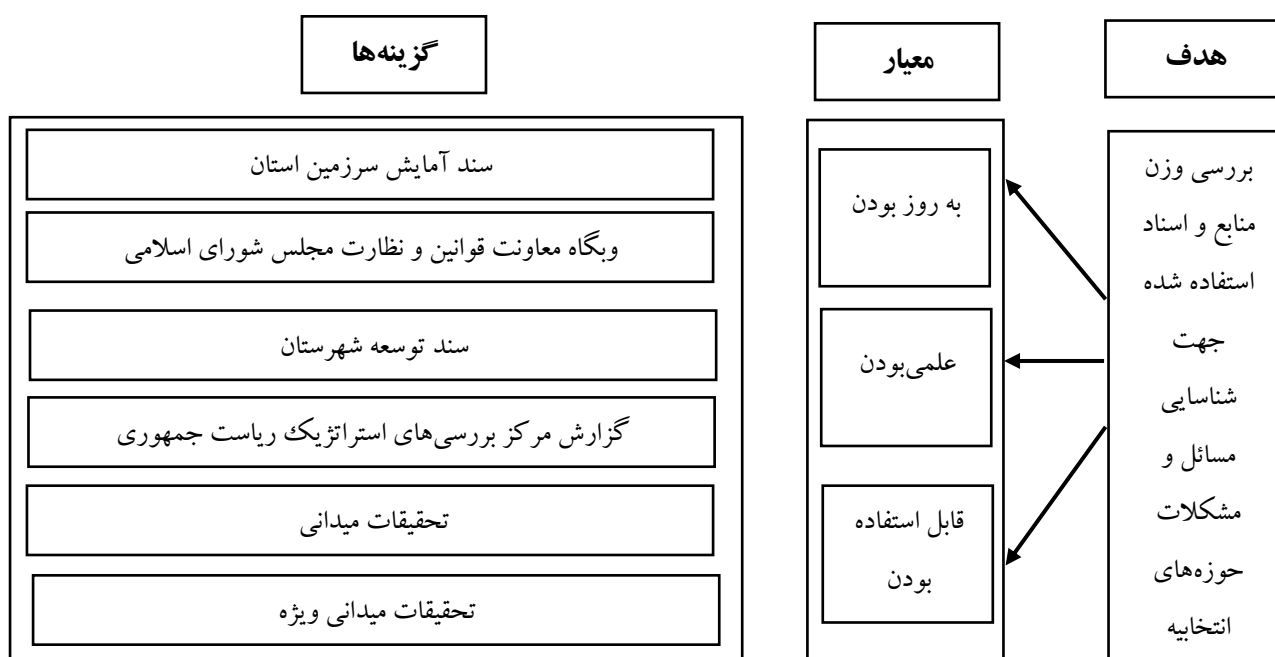 هدف
بررسی وزن
منابع و اسناد
استفاده شده
جهت
شناسایی
مسائل و
مشکلات
حوزه‌های
انتخابیه
معیار
به روز بودن
علمی‌بودن
قابل استفاده
بودن
گزینه‌ها
سند آمایش سرزمین استان
وبگاه معاونت قوانین و نظارت مجلس شورای اسلامی
سند توسعه شهرستان
گزارش مرکز بررسی‌های استراتژیک ریاست جمهوری
تحقیقات میدانی
تحقیقات میدانی ویژه